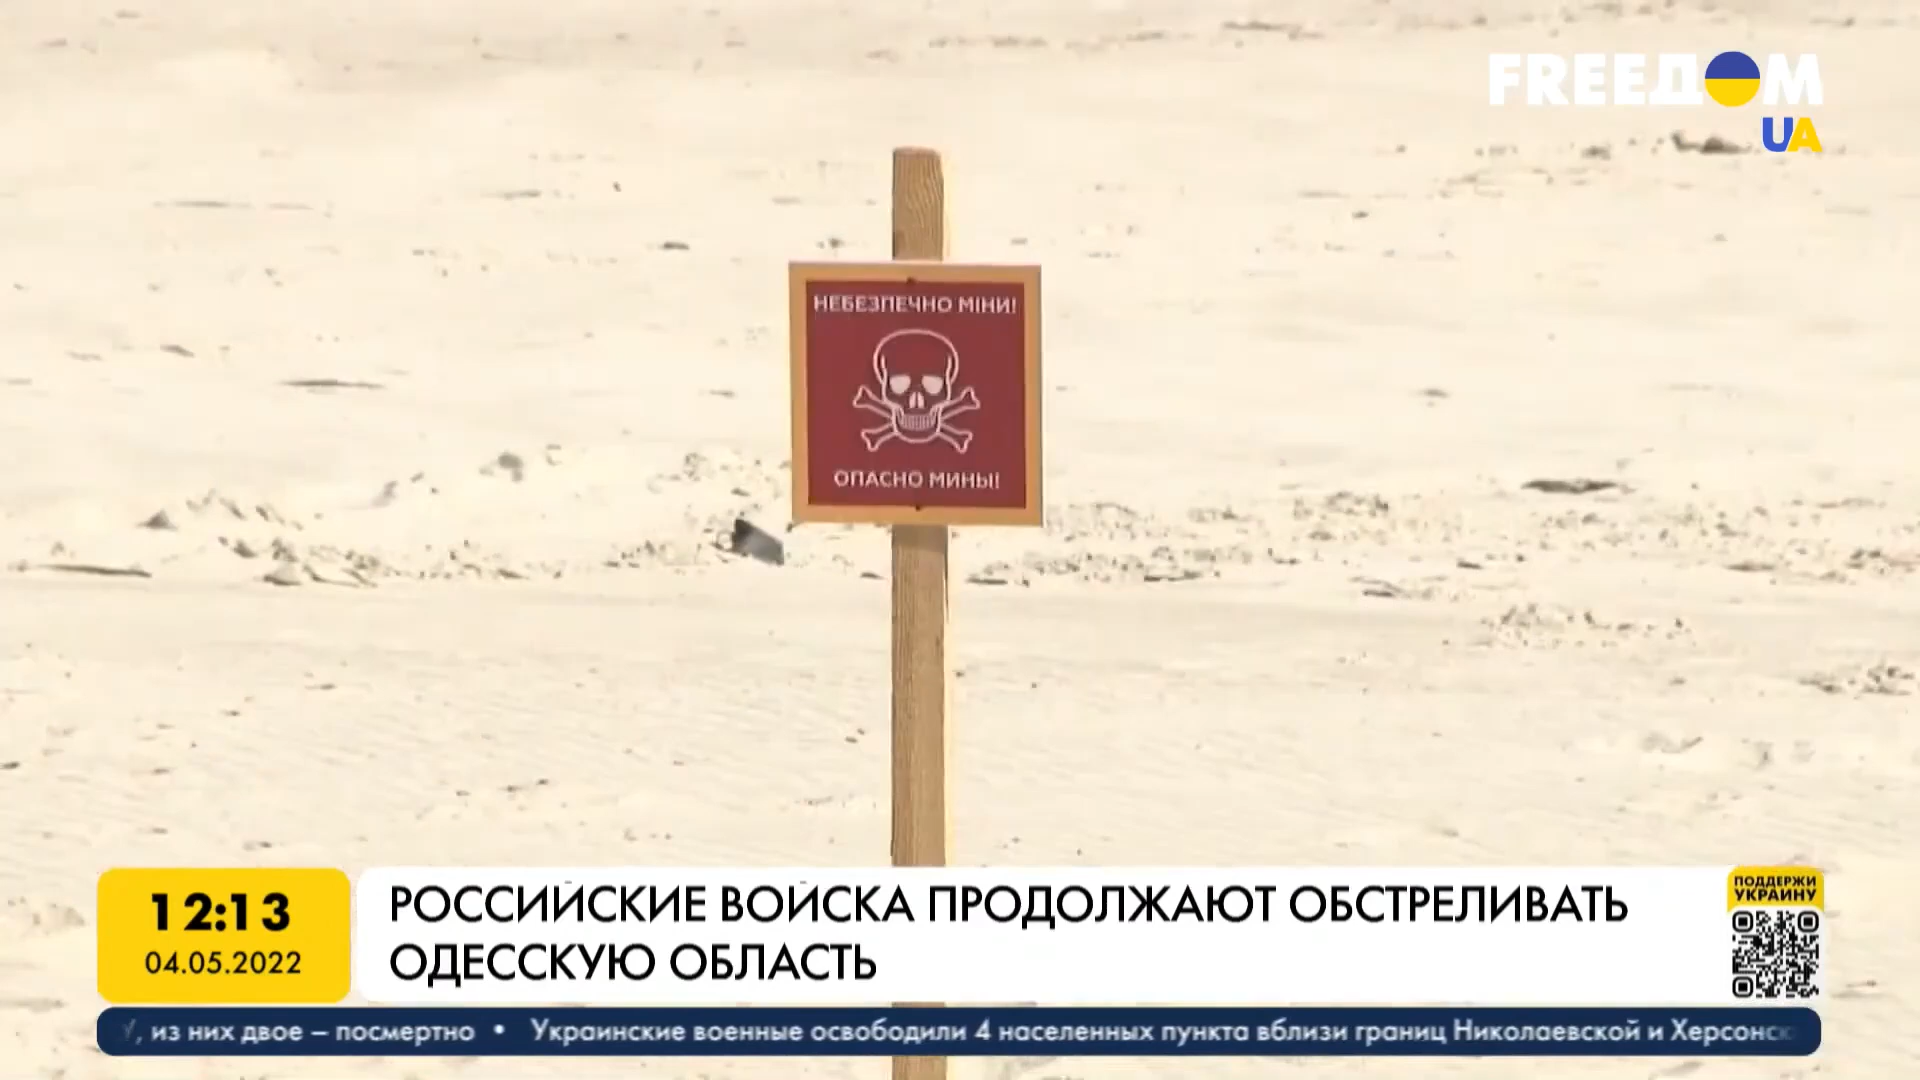 FREEДОМ
UA
НЕБЕЗПЕЧНО МІНИ!
ОПАСНО МИНЫ!
12:13
04.05.2022
РОССИЙСКИЕ ВОЙСКА ПРОДОЛЖАЮТ ОБСТРЕЛИВАТЬ
ОДЕССКУЮ ОБЛАСТЬ
ПОДДЕРЖИ
УКРАИНУ
, из них двое – посмертно • Украинские военные освободили 4 населенных пункта вблизи границ Николаевской и Херсонск